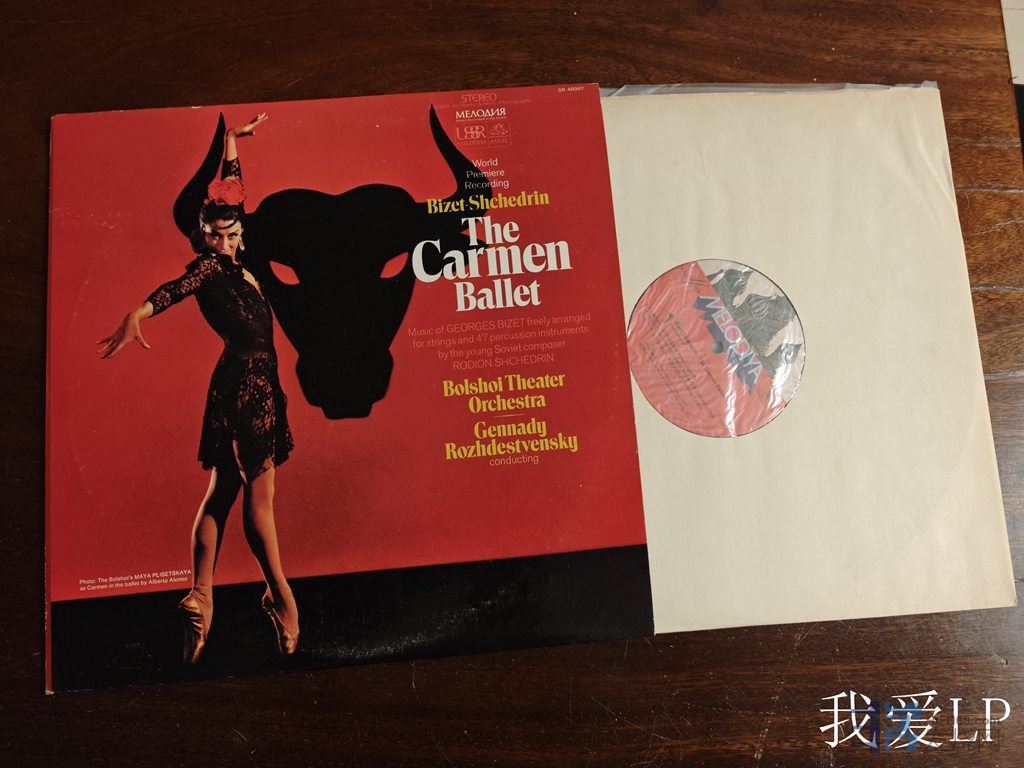 SR-40067
STEREO
МЕЛОДИЯ
USSR
MELODIYA ANGEL
World
Premiere
Recording
Bizet-Shchedrin
The
Carmen
Ballet
Music of GEORGES BIZET freely arranged
for strings and 47 percussion instruments
by the young Soviet composer
RODION SHCHEDRIN
Bolshoi Theater
Orchestra
Gennady
Rozhdestvensky
conducting
Photo: The Bolshoi's MAYA PLISETSKAYA
as Carmen in the ballet by Alberto Alonso
我爱LP